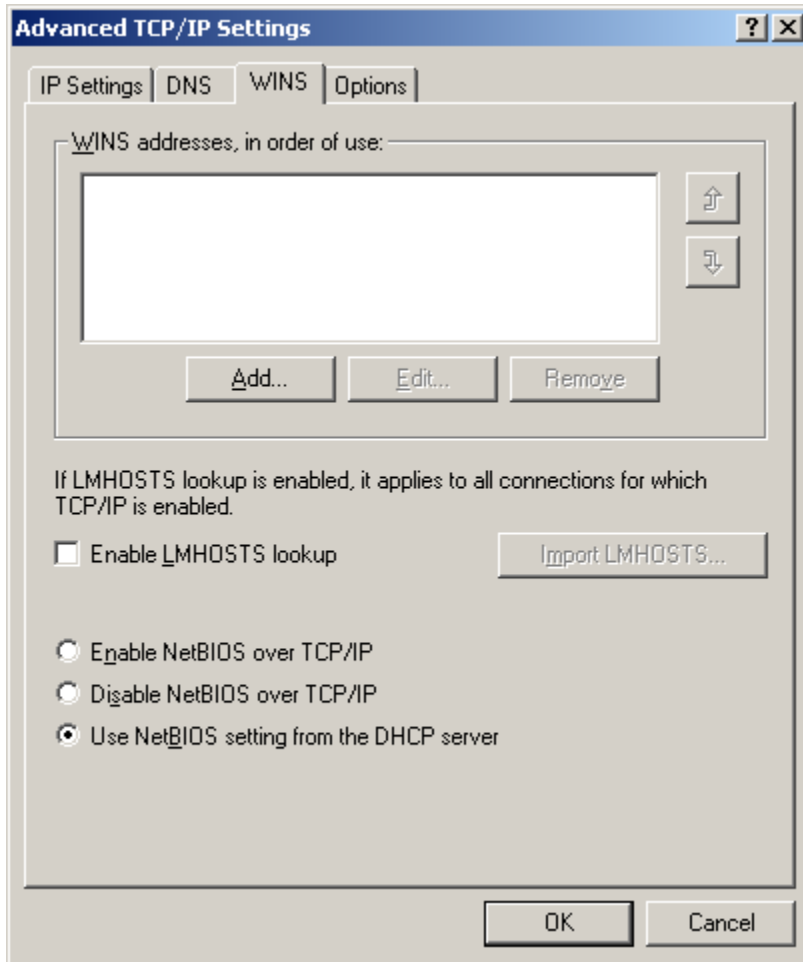 Advanced TCP/IP Settings
IP Settings DNS WINS Options
WINS addresses, in order of use:
Add... Edit... Remove
If LMHOSTS lookup is enabled, it applies to all connections for which
TCP/IP is enabled.
Enable LMHOSTS lookup Import LMHOSTS...
Enable NetBIOS over TCP/IP
Disable NetBIOS over TCP/IP
Use NetBIOS setting from the DHCP server
OK Cancel